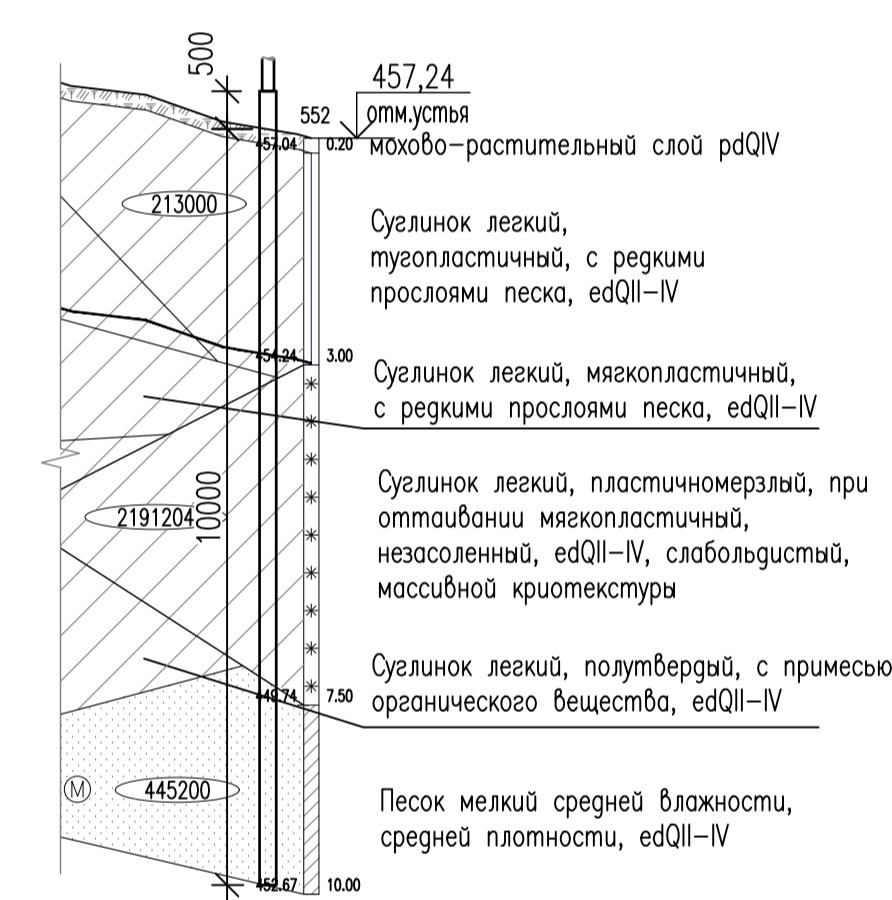 500
457,24
552
отм.устья
457.04
0.20
мохово-растительный слой pdQIV
213000
Суглинок легкий,
тугопластичный, с редкими
прослоями песка, edQII-IV
454.24
3.00
Суглинок легкий, мягкопластичный,
с редкими прослоями песка, edQII-IV
2191204
10000
Суглинок легкий, пластичномерзлый, при
оттаивании мягкопластичный,
незасоленный, edQII-IV, слабольдистый,
массивной криотекстуры
Суглинок легкий, полутвердый, с примесью
органического вещества, edQII-IV
449.74
7.50
М
445200
Песок мелкий средней влажности,
средней плотности, edQII-IV
452.67
10.00